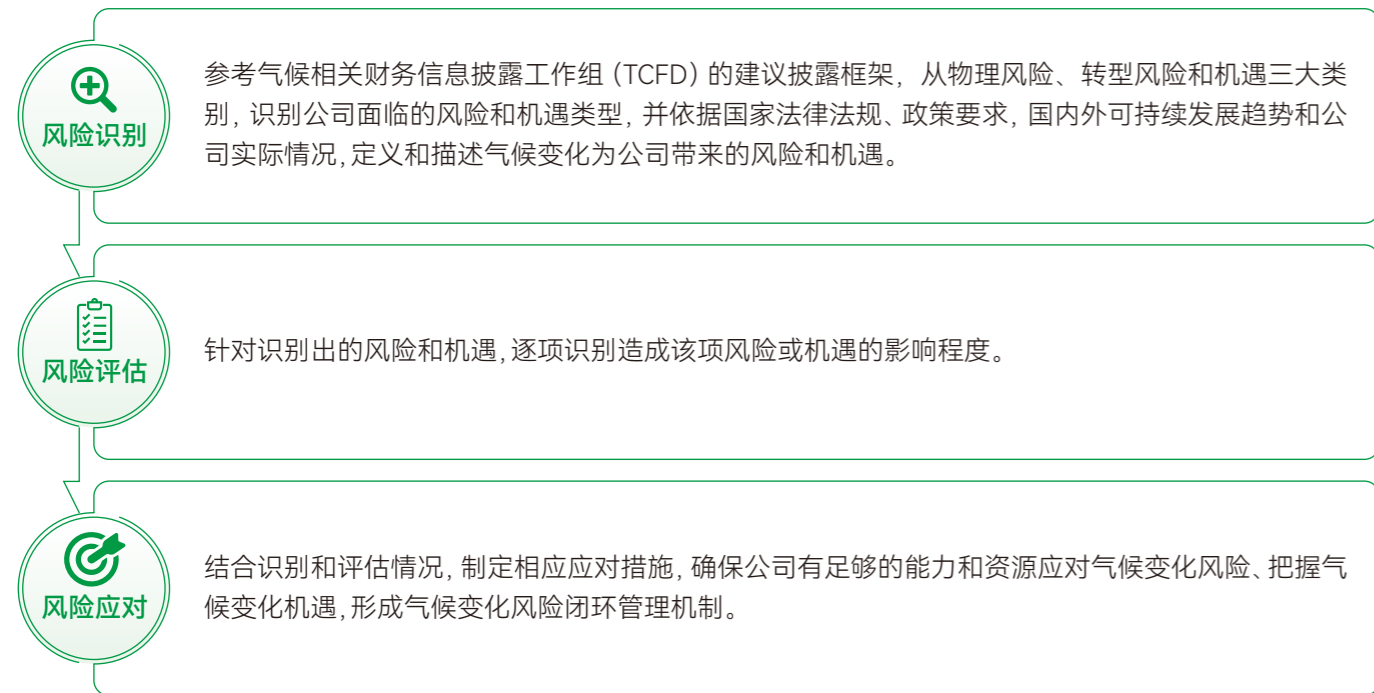 风险识别
参考气候相关财务信息披露工作组（TCFD）的建议披露框架，从物理风险、转型风险和机遇三大类
别，识别公司面临的风险和机遇类型，并依据国家法律法规、政策要求，国内外可持续发展趋势和公
司实际情况，定义和描述气候变化为公司带来的风险和机遇。
风险评估
针对识别出的风险和机遇，逐项识别造成该项风险或机遇的影响程度。
风险应对
结合识别和评估情况，制定相应应对措施，确保公司有足够的能力和资源应对气候变化风险、把握气
候变化机遇，形成气候变化风险闭环管理机制。